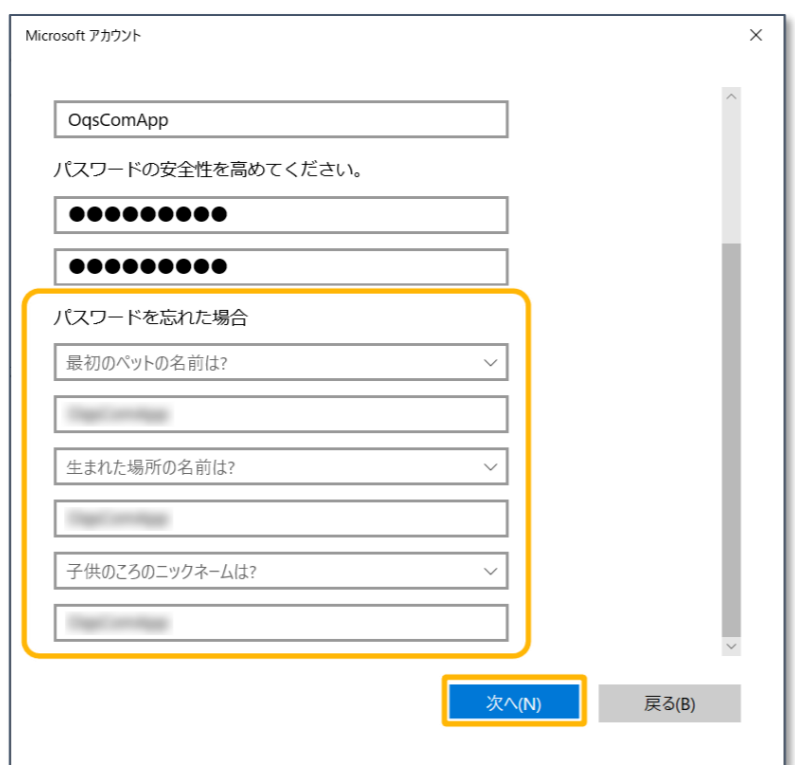 Microsoft アカウント
OqsComApp
パスワードの安全性を高めてください。
●●●●●●●●●
●●●●●●●●●
パスワードを忘れた場合
最初のペットの名前は?
生まれた場所の名前は?
子供のころのニックネームは?
次へ(N)
戻る(B)